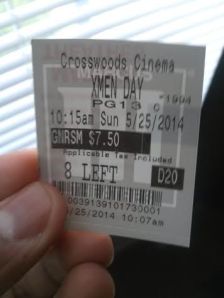 Crosswoods Cinema
XMEN DAY
PG13
10:15am Sun 5/25/2014
GNRSM $7.50
Applicable Tax Included
8 LEFT D20
0039139101730001
/25/2014 10:07am